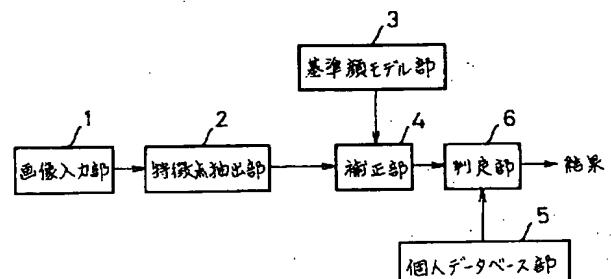 3
基準顔モデル部
1
2
4
6
画像入力部
特徴点抽出部
補正部
判定部
結果
5
個人データベース部